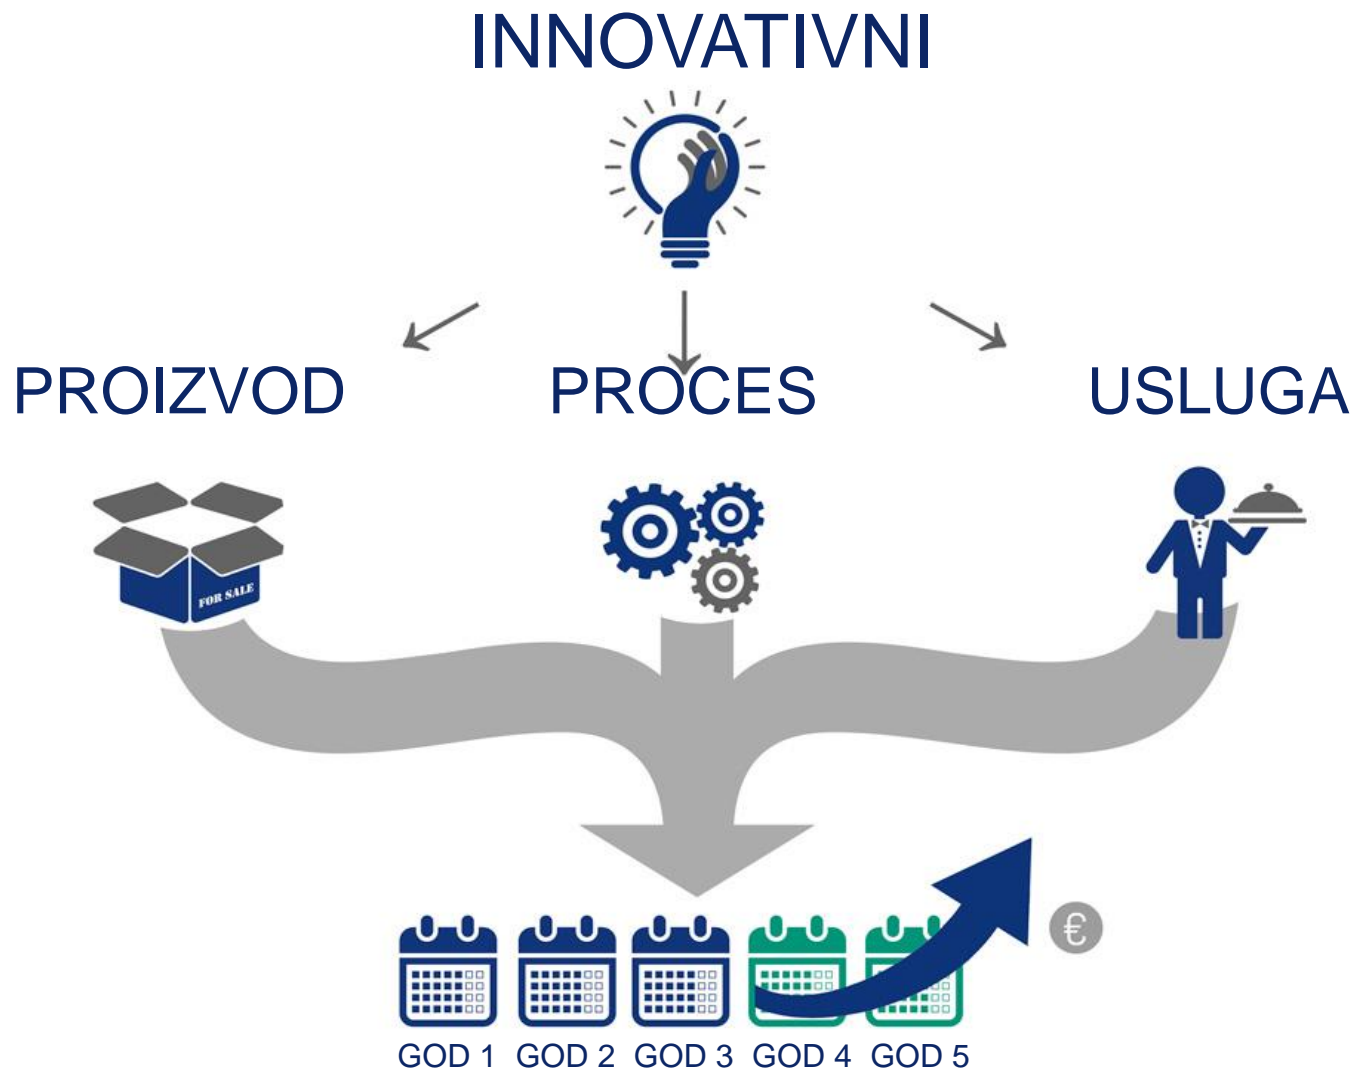 INNOVATIVNI
PROIZVOD PROCES USLUGA
FOR SALE
€
GOD 1 GOD 2 GOD 3 GOD 4 GOD 5